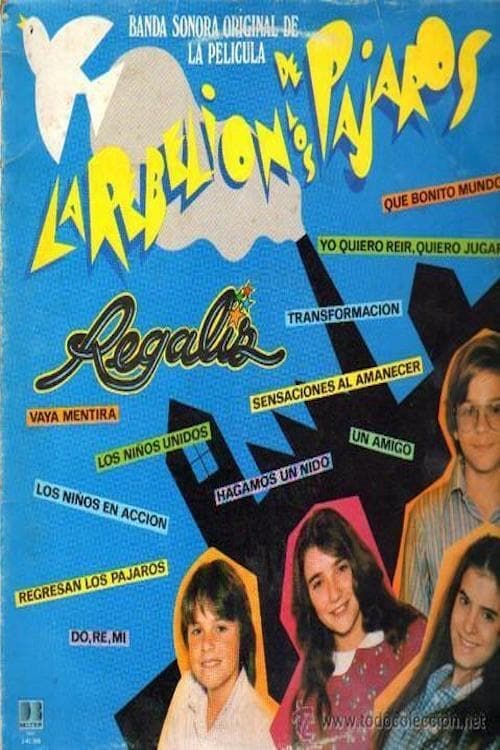 BANDA SONORA ORIGINAL DE
LA PELICULA
LA REBELION DE LOS PAJAROS
QUE BONITO MUNDO
YO QUIERO REIR, QUIERO JUGAR
TRANSFORMACION
Regaliz
SENSACIONES AL AMANECER
VAYA MENTIRA
LOS NIÑOS UNIDOS
UN AMIGO
HAGAMOS UN NIDO
LOS NIÑOS EN ACCION
REGRESAN LOS PAJAROS
DO, RE, MI
BELTER
www.todocoleccion.net